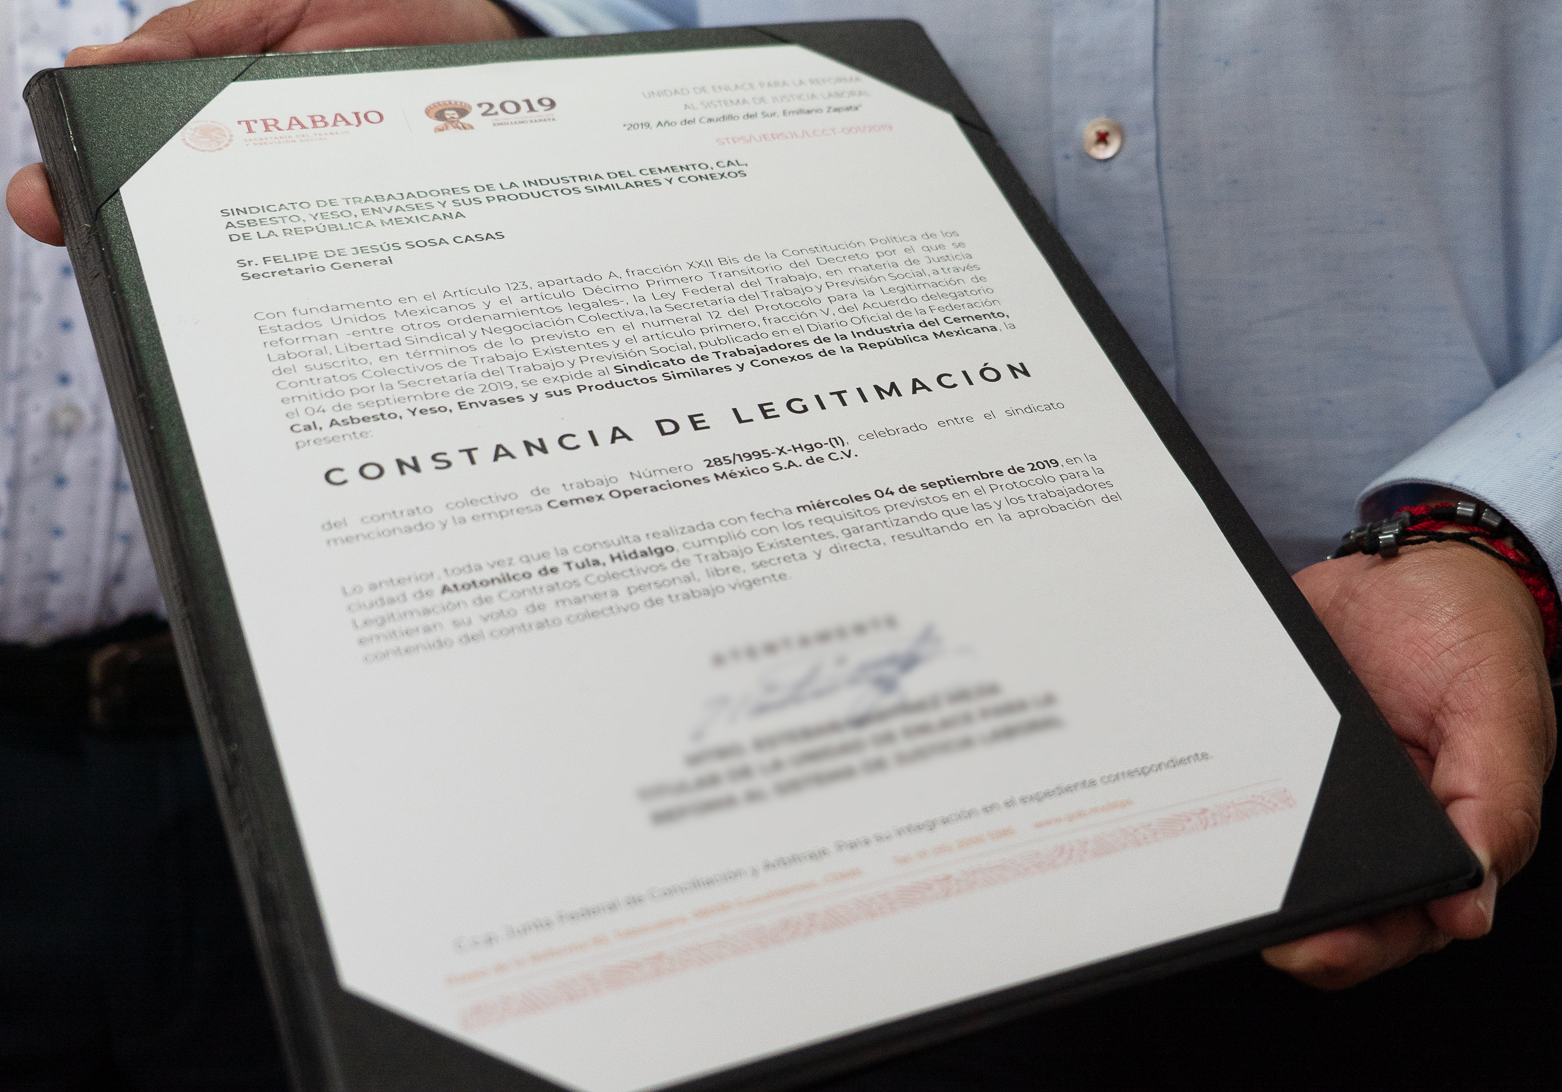 TRABAJO
SECRETARÍA DEL TRABAJO
Y PREVISIÓN SOCIAL
2019
EMILIANO ZAPATA
UNIDAD DE ENLACE PARA LA REFORMA
AL SISTEMA DE JUSTICIA LABORAL
"2019, Año del Caudillo del Sur, Emiliano Zapata"
STPS/UERSJL/LCCT-001/2019
SINDICATO DE TRABAJADORES DE LA INDUSTRIA DEL CEMENTO, CAL,
ASBESTO, YESO, ENVASES Y SUS PRODUCTOS SIMILARES Y CONEXOS
DE LA REPÚBLICA MEXICANA
Sr. FELIPE DE JESÚS SOSA CASAS
Secretario General
Con fundamento en el Artículo 123, apartado A, fracción XXII Bis de la Constitución Política de los
Estados Unidos Mexicanos y el artículo Décimo Primero Transitorio del Decreto por el que se
reforman -entre otros ordenamientos legales-, la Ley Federal del Trabajo, en materia de Justicia
Laboral, Libertad Sindical y Negociación Colectiva, la Secretaría del Trabajo y Previsión Social, a través
del suscrito, en términos de lo previsto en el numeral 12 del Protocolo para la Legitimación de
Contratos Colectivos de Trabajo Existentes y el artículo primero, fracción V, del Acuerdo delegatorio
emitido por la Secretaría del Trabajo y Previsión Social, publicado en el Diario Oficial de la Federación
el 04 de septiembre de 2019, se expide al Sindicato de Trabajadores de la Industria del Cemento,
Cal, Asbesto, Yeso, Envases y sus Productos Similares y Conexos de la República Mexicana, la
presente:
CONSTANCIA DE LEGITIMACIÓN
del contrato colectivo de trabajo Número 285/1995-X-Hgo-(1), celebrado entre el sindicato
mencionado y la empresa Cemex Operaciones México S.A. de C.V.
Lo anterior, toda vez que la consulta realizada con fecha miércoles 04 de septiembre de 2019, en la
ciudad de Atotonilco de Tula, Hidalgo, cumplió con los requisitos previstos en el Protocolo para la
Legitimación de Contratos Colectivos de Trabajo Existentes, garantizando que las y los trabajadores
emitieran su voto de manera personal, libre, secreta y directa, resultando en la aprobación del
contenido del contrato colectivo de trabajo vigente.
ATENTAMENTE
TITULAR DE LA UNIDAD DE ENLACE PARA LA
REFORMA AL SISTEMA DE JUSTICIA LABORAL
C.c.p. Junta Federal de Conciliación y Arbitraje. Para su integración en el expediente correspondiente.